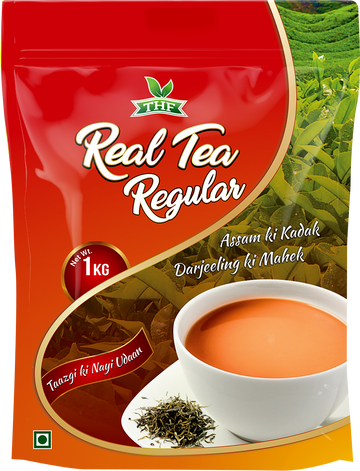 THF
Real Tea
Regular
Assam ki Kadak
Darjeeling ki Mahek
Net Wt.
1KG
Taazgi ki Nayi Udaan